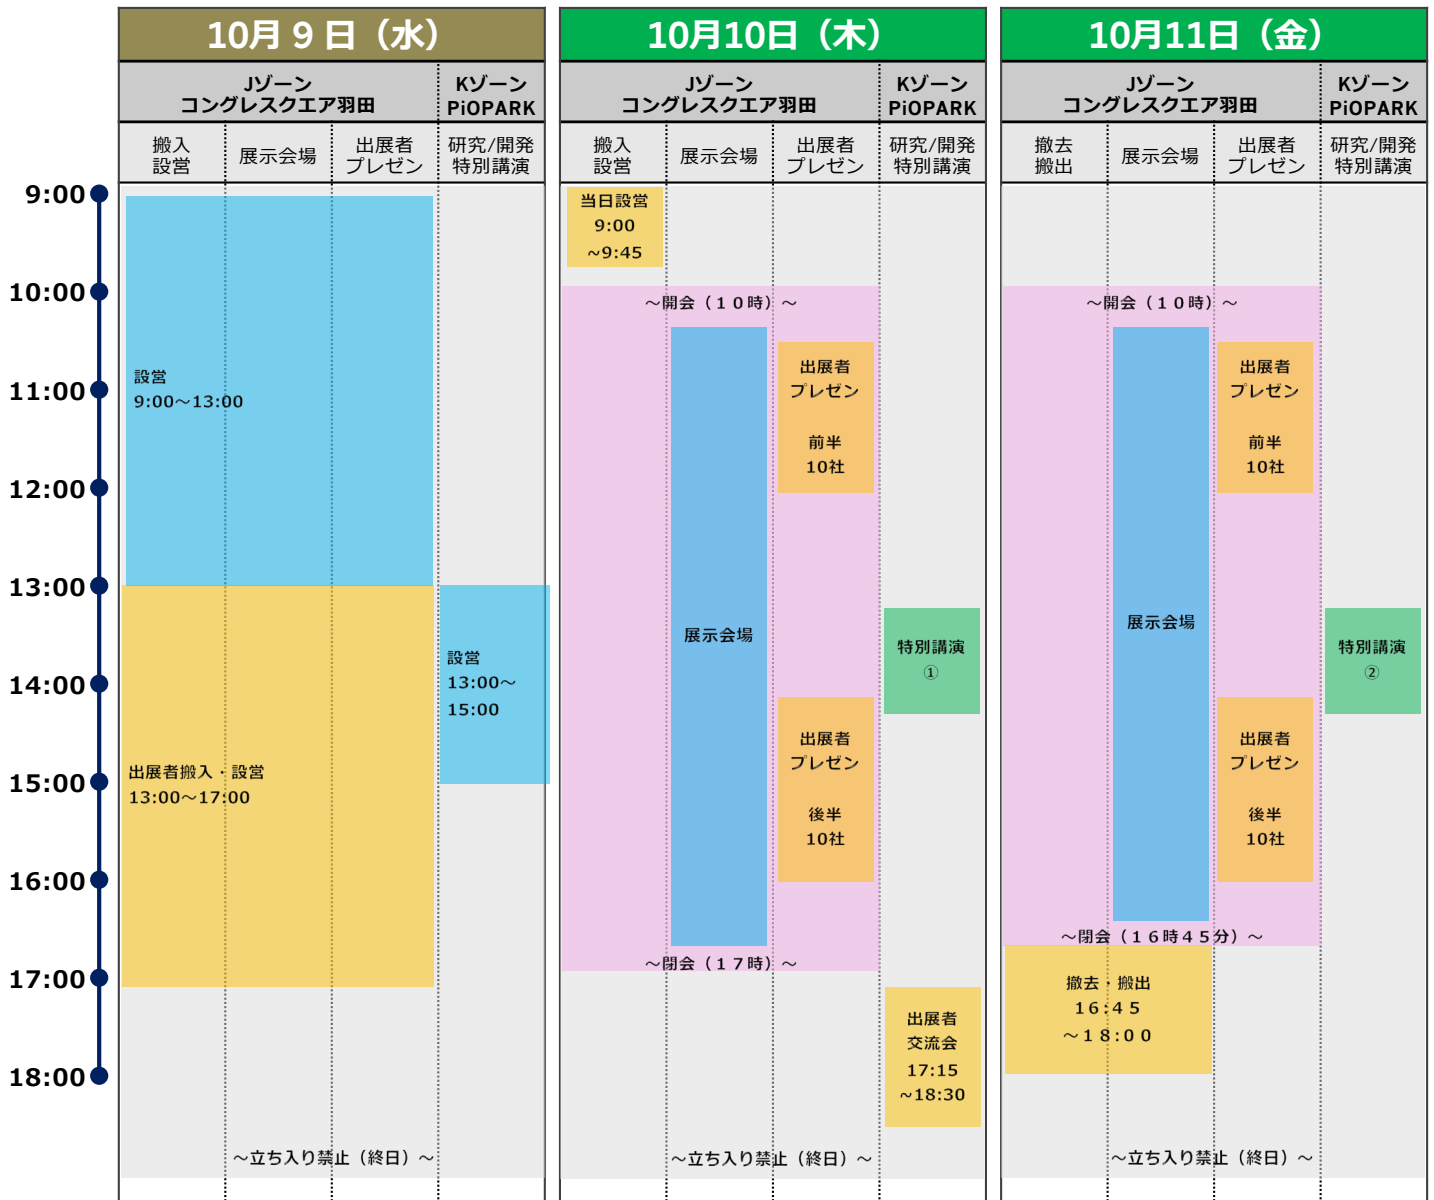 10月 9 日（水）
10月10日（木）
10月11日（金）
Jゾーン
コングレスクエア羽田
Kゾーン
PiOPARK
Jゾーン
コングレスクエア羽田
Kゾーン
PiOPARK
Jゾーン
コングレスクエア羽田
Kゾーン
PiOPARK
搬入
設営
展示会場
出展者
プレゼン
研究/開発
特別講演
搬入
設営
展示会場
出展者
プレゼン
研究/開発
特別講演
撤去
搬出
展示会場
出展者
プレゼン
研究/開発
特別講演
9:00
10:00
11:00
12:00
13:00
14:00
15:00
16:00
17:00
18:00
設営
9:00～13:00
出展者搬入・設営
13:00～17:00
設営
13:00～
15:00
～立ち入り禁止（終日）～
当日設営
9:00
~9:45
～開会（１０時）～
展示会場
出展者
プレゼン
前半
10社
出展者
プレゼン
後半
10社
特別講演
①
～閉会（１７時）～
出展者
交流会
17:15
~18:30
～立ち入り禁止（終日）～
～開会（１０時）～
展示会場
出展者
プレゼン
前半
10社
出展者
プレゼン
後半
10社
特別講演
②
～閉会（１６時４５分）～
撤去・搬出
１６:４５
～１８:００
～立ち入り禁止（終日）～